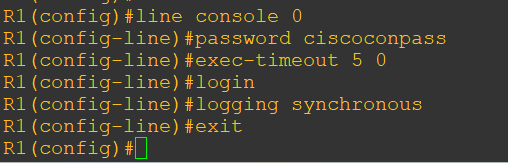 R1(config)#line console 0
R1(config-line)#password ciscoconpass
R1(config-line)#exec-timeout 5 0
R1(config-line)#login
R1(config-line)#logging synchronous
R1(config-line)#exit
R1(config)#